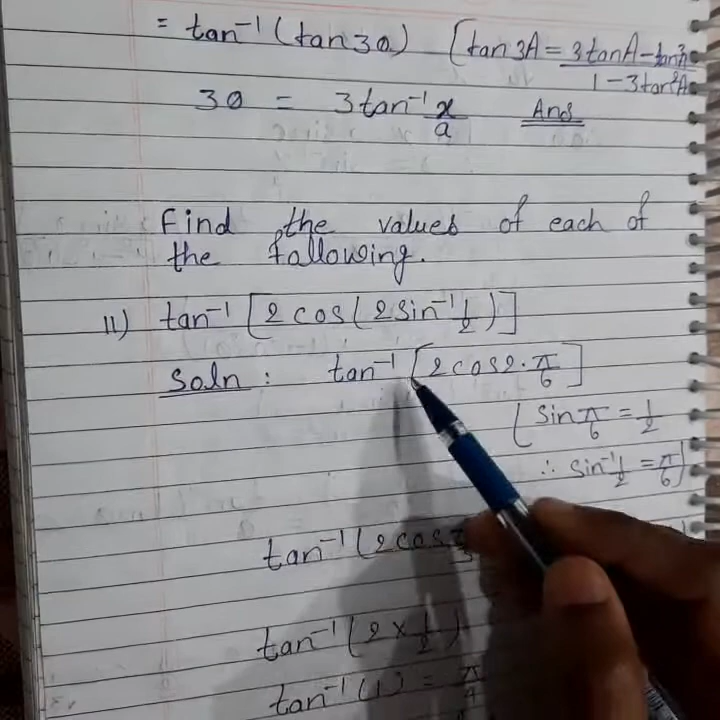 = tan⁻¹(tan3θ) [tan3A = 3tanA - tan³A / 1 - 3tan²A
3θ = 3tan⁻¹ x/a Ans
Find the values of each of
the following.
11) tan⁻¹[2cos(2sin⁻¹ 1/2)]
Soln : tan⁻¹[2cos2·π/6]
(sin π/6 = 1/2
∴ sin⁻¹ 1/2 = π/6)
tan⁻¹(2cos π/3
tan⁻¹(2 × 1/2)
tan⁻¹(1) = π/4